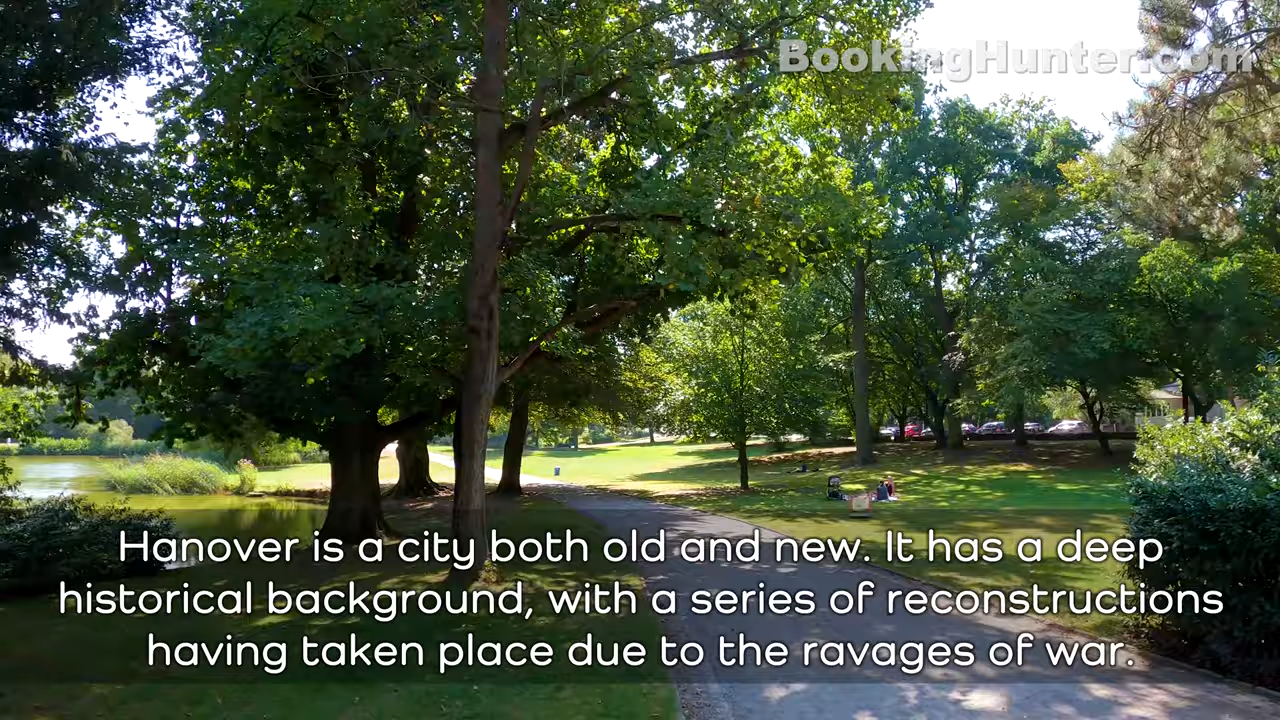 BookingHunter.com
Hanover is a city both old and new. It has a deep
historical background, with a series of reconstructions
having taken place due to the ravages of war.